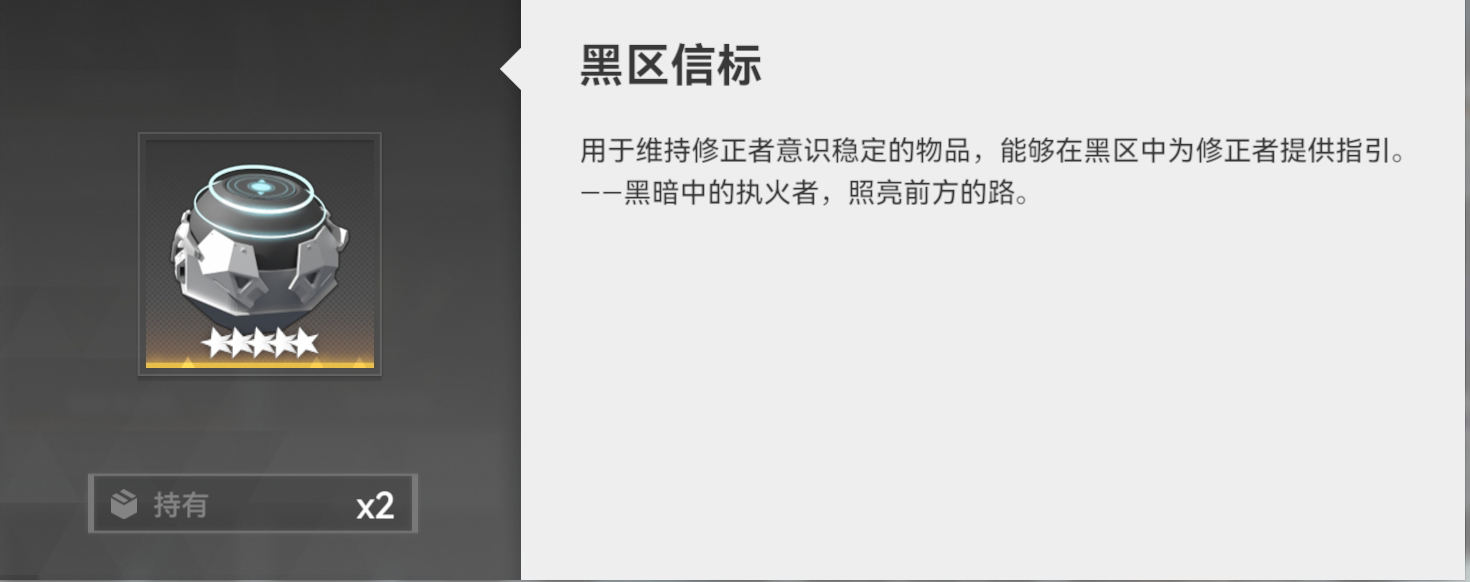 黑区信标
用于维持修正者意识稳定的物品，能够在黑区中为修正者提供指引。
——黑暗中的执火者，照亮前方的路。
持有 x2